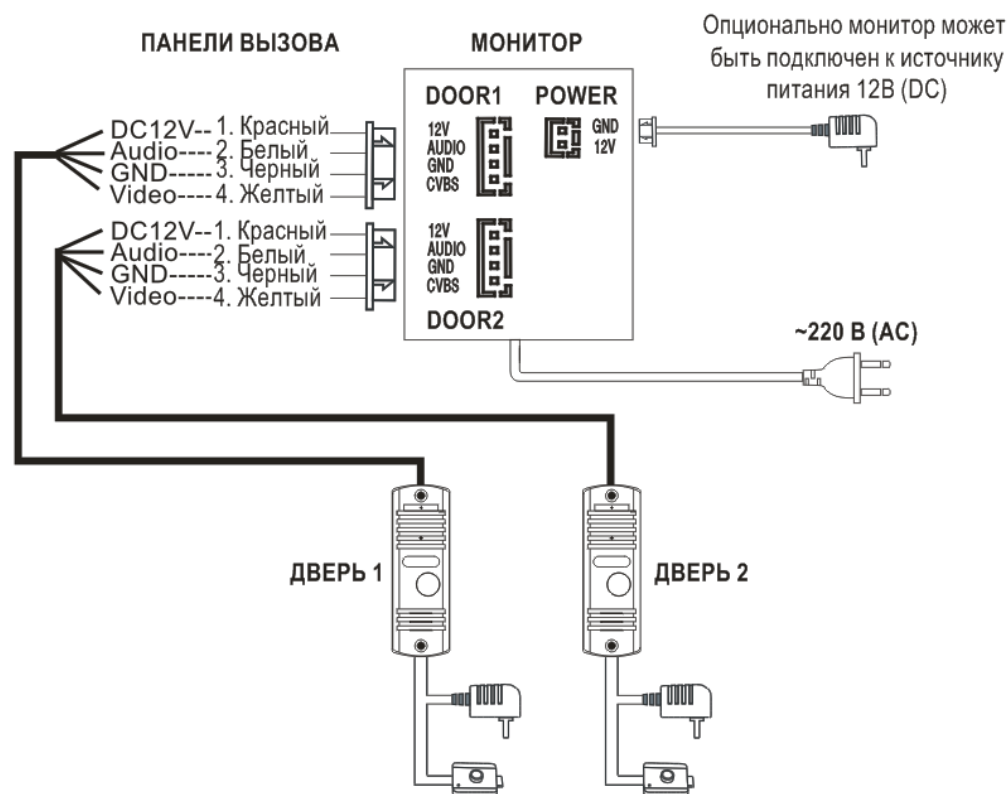 ПАНЕЛИ ВЫЗОВА
МОНИТОР
Опционально монитор может
быть подключен к источнику
питания 12В (DC)
DOOR1
POWER
12V
AUDIO
GND
CVBS
GND
12V
DC12V-- 1. Красный
Audio---- 2. Белый
GND----- 3. Черный
Video---- 4. Желтый
DC12V-- 1. Красный
Audio---- 2. Белый
GND-----3. Черный
Video---- 4. Желтый
12V
AUDIO
GND
CVBS
DOOR2
~220 В (AC)
ДВЕРЬ 1
ДВЕРЬ 2